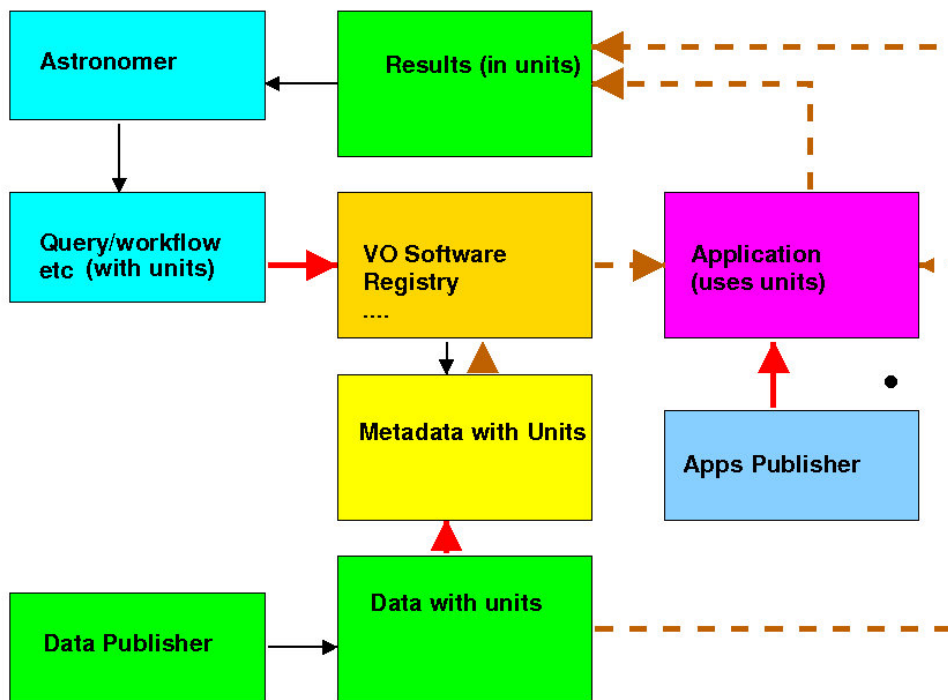 Astronomer
Results (in units)
Query/workflow
etc (with units)
VO Software
Registry
....
Application
(uses units)
Metadata with Units
Apps Publisher
Data with units
Data Publisher